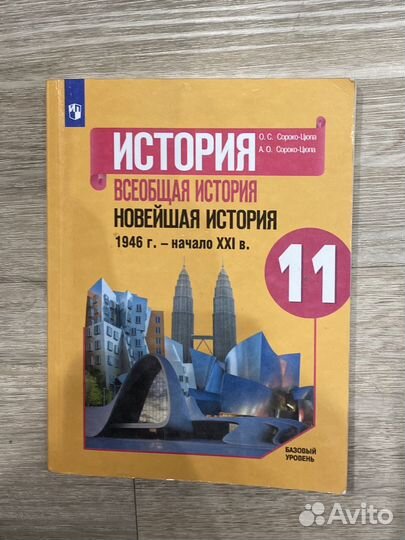 О. С. Сороко-Цюпа
А. О. Сороко-Цюпа
ИСТОРИЯ
ВСЕОБЩАЯ ИСТОРИЯ
НОВЕЙШАЯ ИСТОРИЯ
1946 г. – начало XXI в.
11
БАЗОВЫЙ
УРОВЕНЬ
Avito